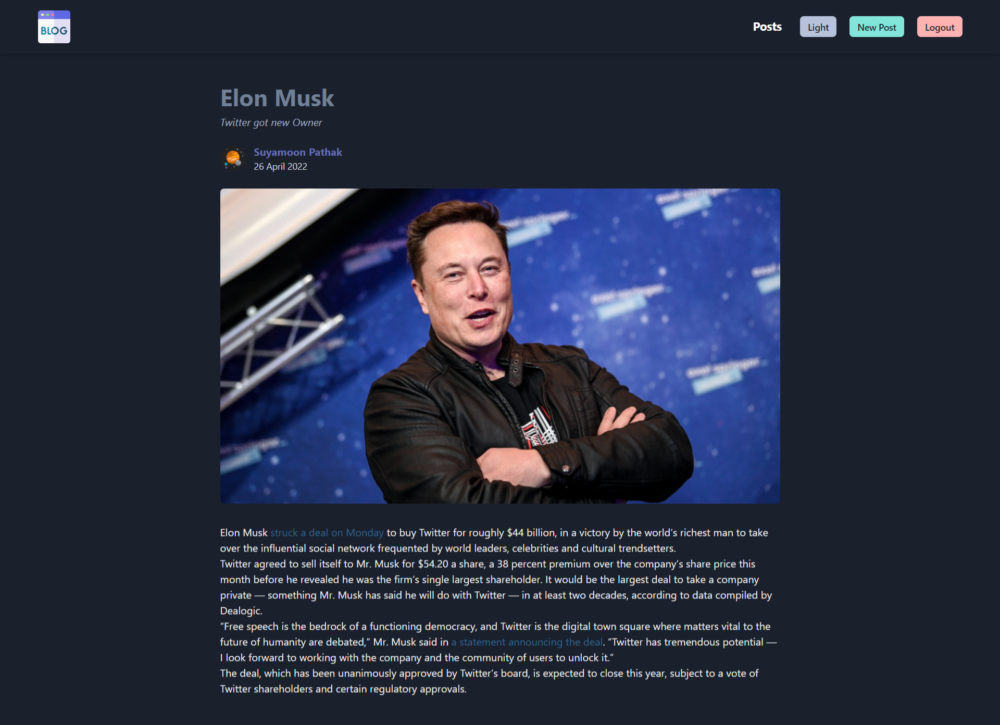 BLOG
Posts
Light
New Post
Logout
Elon Musk
Twitter got new Owner
Suyamoon Pathak
26 April 2022
axel springer
axel springer
axel springer
axel springer
Elon Musk struck a deal on Monday to buy Twitter for roughly $44 billion, in a victory by the world’s richest man to take
over the influential social network frequented by world leaders, celebrities and cultural trendsetters.
Twitter agreed to sell itself to Mr. Musk for $54.20 a share, a 38 percent premium over the company’s share price this
month before he revealed he was the firm’s single largest shareholder. It would be the largest deal to take a company
private — something Mr. Musk has said he will do with Twitter — in at least two decades, according to data compiled by
Dealogic.
“Free speech is the bedrock of a functioning democracy, and Twitter is the digital town square where matters vital to the
future of humanity are debated,” Mr. Musk said in a statement announcing the deal. “Twitter has tremendous potential —
I look forward to working with the company and the community of users to unlock it.”
The deal, which has been unanimously approved by Twitter’s board, is expected to close this year, subject to a vote of
Twitter shareholders and certain regulatory approvals.